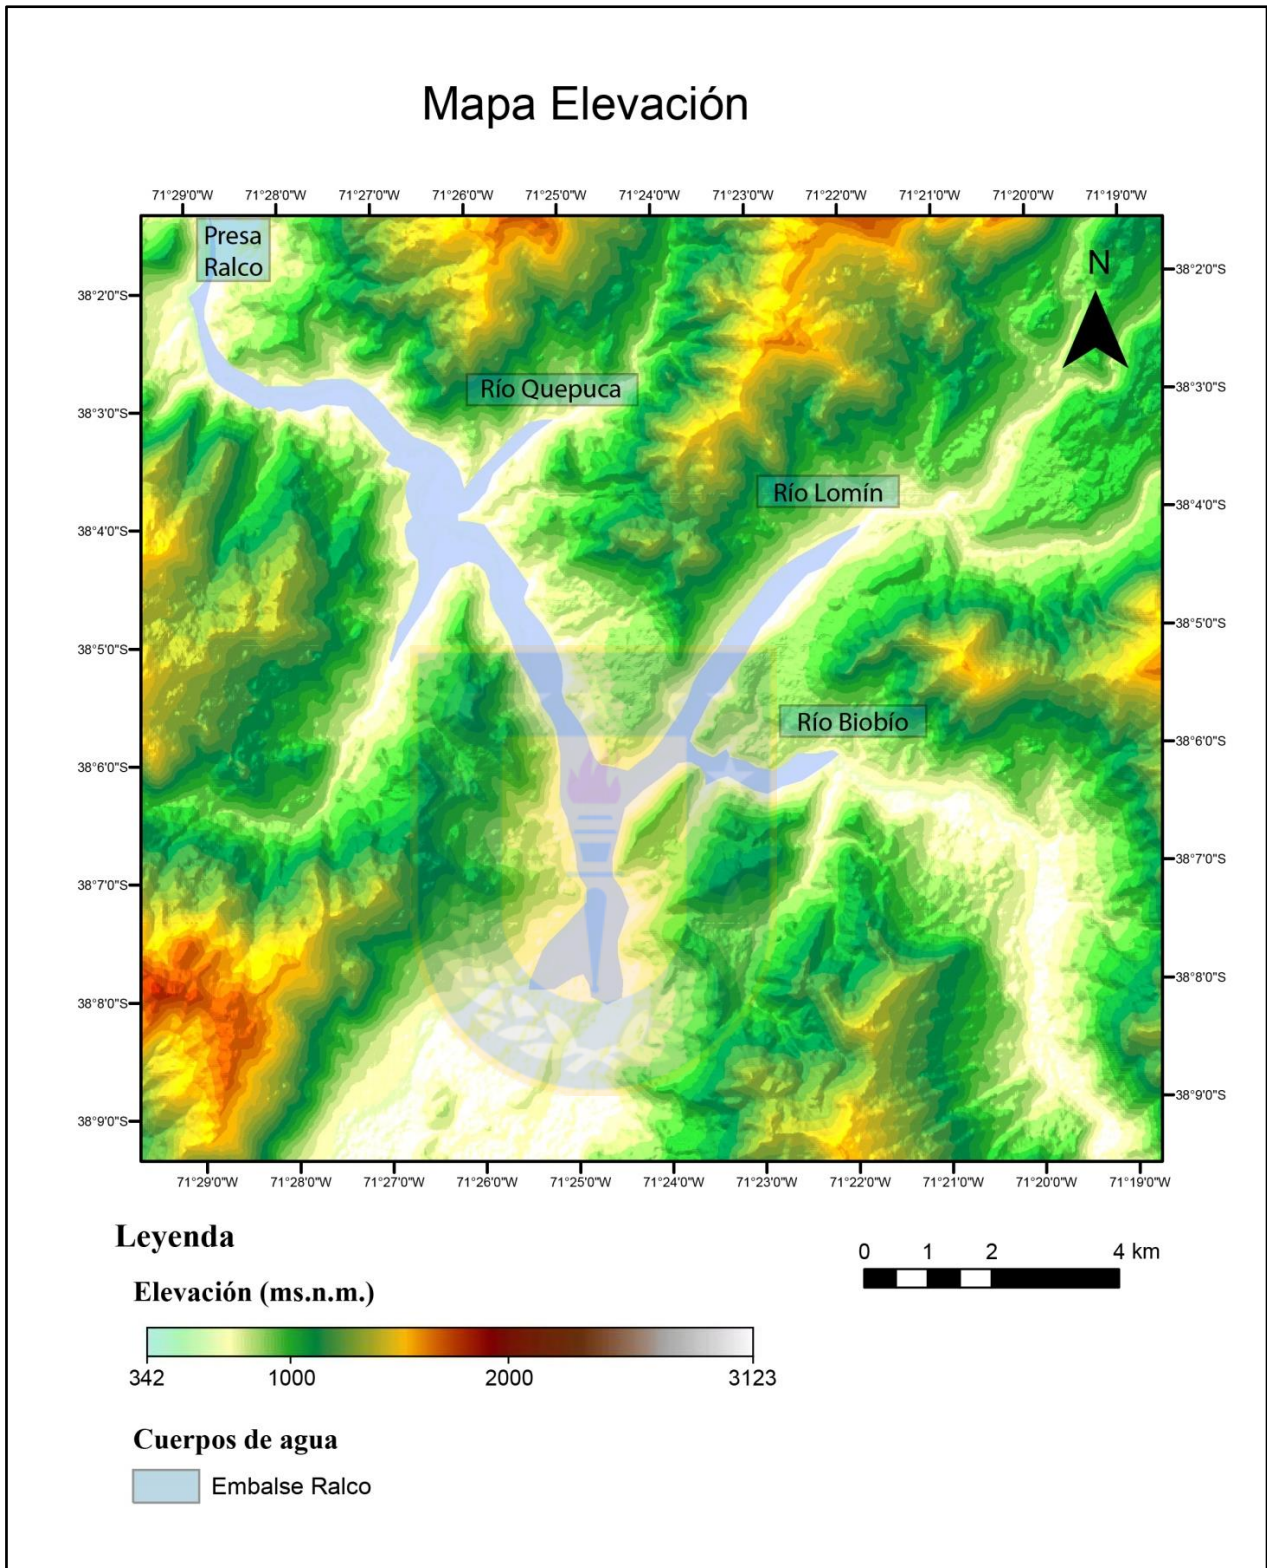 Mapa Elevación
71°29'0"W 71°28'0"W 71°27'0"W 71°26'0"W 71°25'0"W 71°24'0"W 71°23'0"W 71°22'0"W 71°21'0"W 71°20'0"W 71°19'0"W
Presa
Ralco
N
38°2'0"S
38°2'0"S
Río Quepuca
38°3'0"S
38°3'0"S
Río Lomín
38°4'0"S
38°4'0"S
38°5'0"S
38°5'0"S
Río Biobío
38°6'0"S
38°6'0"S
38°7'0"S
38°7'0"S
38°8'0"S
38°8'0"S
38°9'0"S
38°9'0"S
71°29'0"W 71°28'0"W 71°27'0"W 71°26'0"W 71°25'0"W 71°24'0"W 71°23'0"W 71°22'0"W 71°21'0"W 71°20'0"W 71°19'0"W
Leyenda
0 1 2 4 km
Elevación (ms.n.m.)
342 1000 2000 3123
Cuerpos de agua
Embalse Ralco